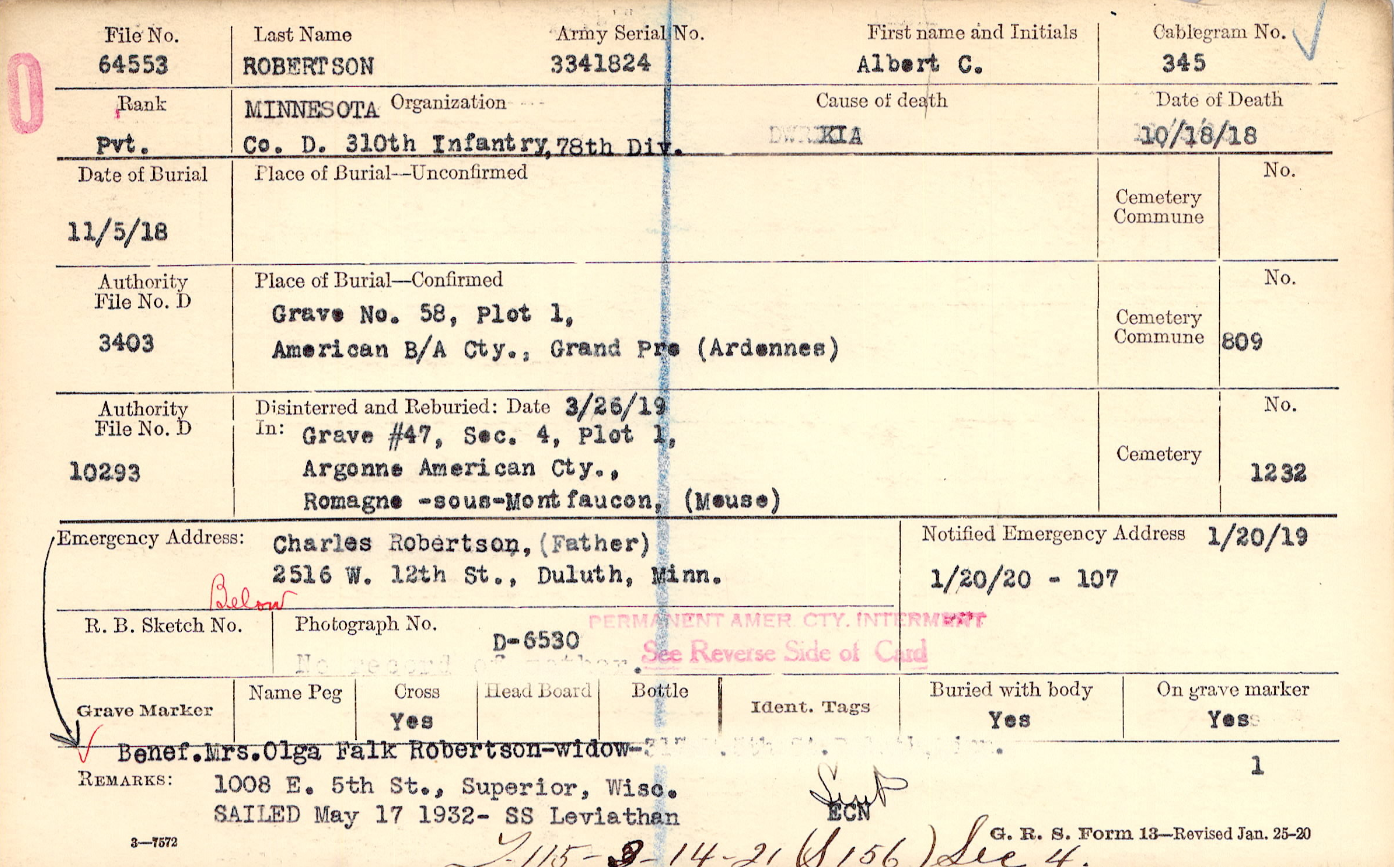 File No. Last Name Army Serial No. First name and Initials Cablegram No.
64553 ROBERTSON 3341824 Albert C. 345
Rank MINNESOTA Organization Cause of death Date of Death
Pvt. Co. D. 310th Infantry, 78th Div. DWRIA KIA 10/18/18
Date of Burial Place of Burial—Unconfirmed No.
Cemetery
Commune
11/5/18
Authority Place of Burial—Confirmed No.
File No. D
Grave No. 58, Plot 1, Cemetery
3403 American B/A Cty., Grand Pre (Ardennes) Commune 809
Authority Disinterred and Reburied: Date 3/26/19 No.
File No. D In: Grave #47, Sec. 4, Plot 1,
10293 Argonne American Cty., Cemetery 1232
Romagne -sous-Montfaucon, (Meuse)
Emergency Address: Charles Robertson, (Father) Notified Emergency Address 1/20/19
2516 W. 12th St., Duluth, Minn. 1/20/20 - 107
Below
R. B. Sketch No. Photograph No. PERMANENT AMER. CTY. INTERMENT
D-6530 See Reverse Side of Card
No record of mother.
Grave Marker Name Peg Cross Head Board Bottle Ident. Tags Buried with body On grave marker
Yes Yes Yes
Benef. Mrs. Olga Falk Robertson-widow-
1
REMARKS: 1008 E. 5th St., Superior, Wisc.
SAILED May 17 1932- SS Leviathan ECN
3—7572 G. R. S. Form 13—Revised Jan. 25-20
-115-3-14-21 (S156) Sec 4.